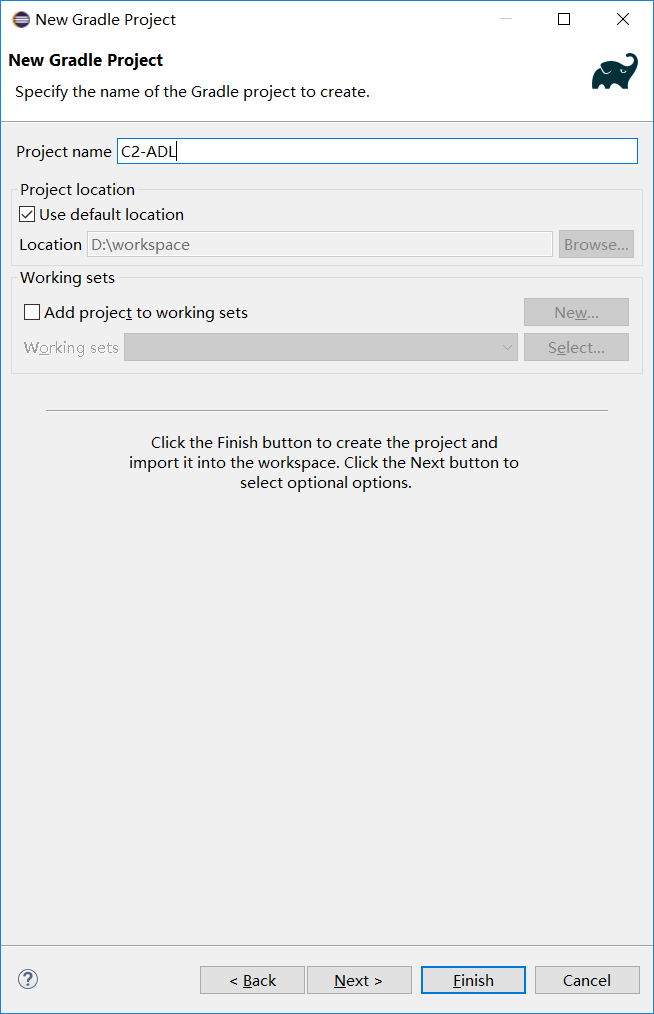 New Gradle Project
New Gradle Project
Specify the name of the Gradle project to create.
Project name C2-ADL
Project location
Use default location
Location D:\workspace Browse...
Working sets
Add project to working sets New...
Working sets Select...
Click the Finish button to create the project and
import it into the workspace. Click the Next button to
select optional options.
? < Back Next > Finish Cancel